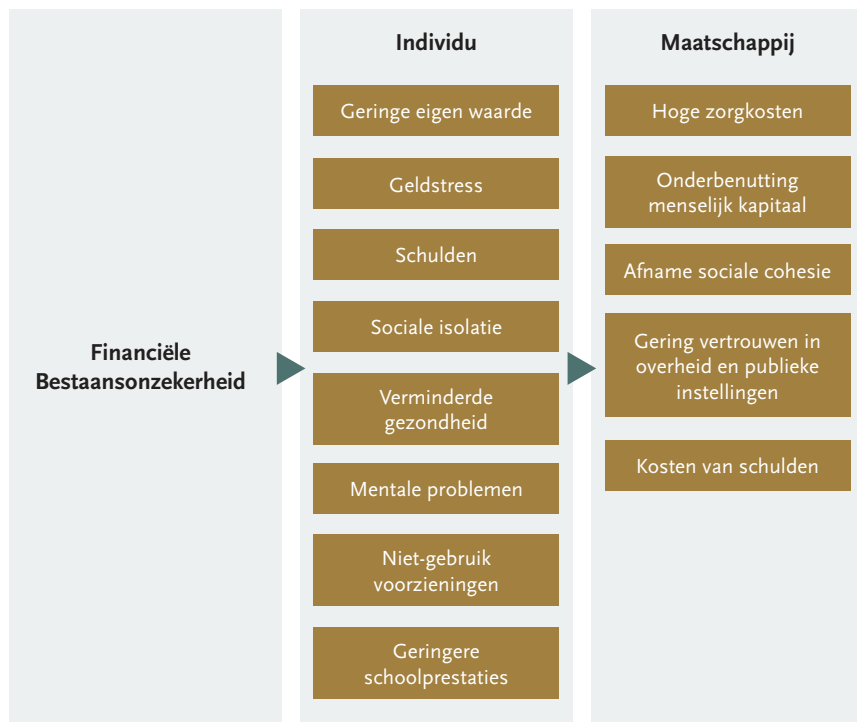 Financiële
Bestaansonzekerheid
Individu
Geringe eigen waarde
Geldstress
Schulden
Sociale isolatie
Verminderde
gezondheid
Mentale problemen
Niet-gebruik
voorzieningen
Geringere
schoolprestaties
Maatschappij
Hoge zorgkosten
Onderbenutting
menselijk kapitaal
Afname sociale cohesie
Gering vertrouwen in
overheid en publieke
instellingen
Kosten van schulden